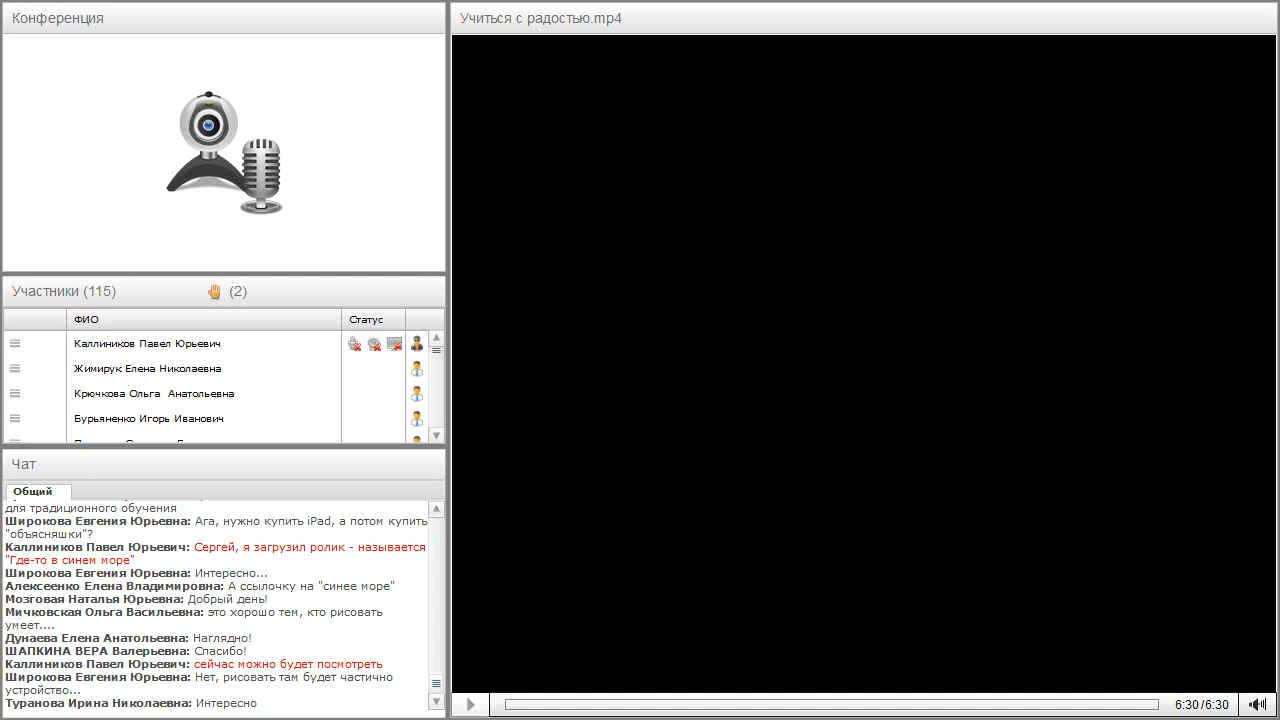 Конференция
Учиться с радостью.mp4
Участники (115)
(2)
ФИО
Статус
Каллиников Павел Юрьевич
Жимирук Елена Николаевна
Крючкова Ольга Анатольевна
Бурьяненко Игорь Иванович
Чат
Общий
для традиционного обучения
Широкова Евгения Юрьевна: Ага, нужно купить iPad, а потом купить
"объясняшки"?
Каллиников Павел Юрьевич: Сергей, я загрузил ролик - называется
"Где-то в синем море"
Широкова Евгения Юрьевна: Интересно...
Алексеенко Елена Владимировна: А ссылочку на "синее море"
Мозговая Наталья Юрьевна: Добрый день!
Мичковская Ольга Васильевна: это хорошо тем, кто рисовать
умеет....
Дунаева Елена Анатольевна: Наглядно!
ШАПКИНА ВЕРА Валерьевна: Спасибо!
Каллиников Павел Юрьевич: сейчас можно будет посмотреть
Широкова Евгения Юрьевна: Нет, рисовать там будет частично
устройство...
Туранова Ирина Николаевна: Интересно
6:30/6:30